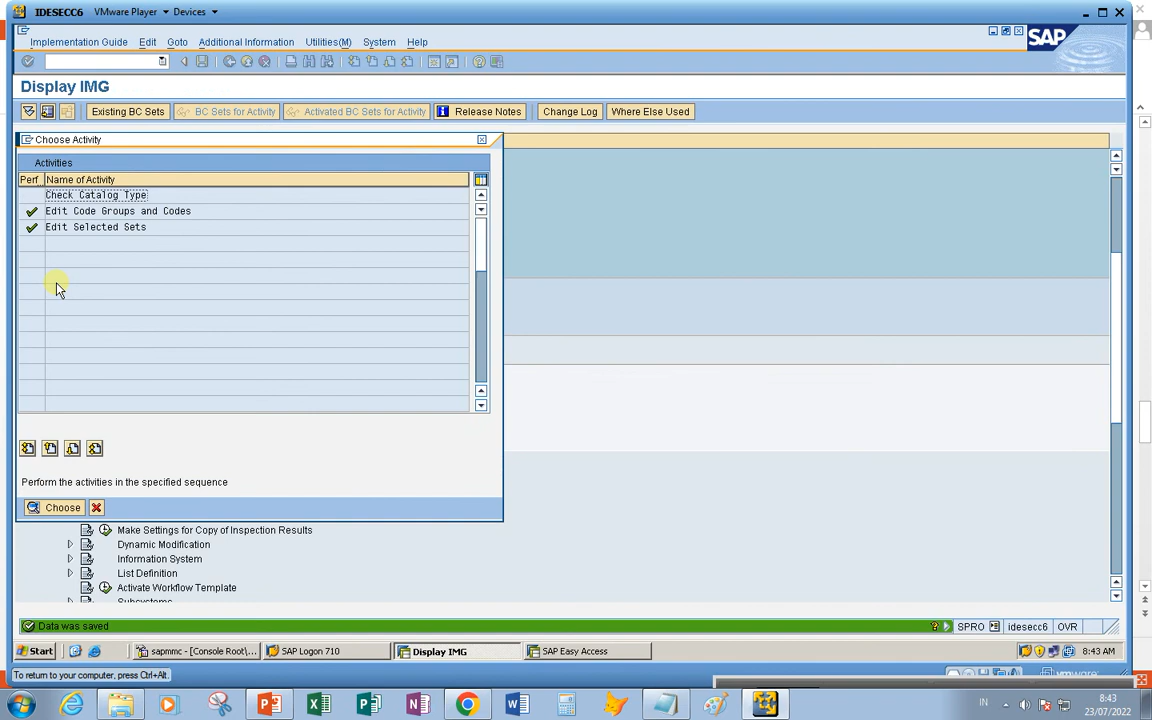 IDESECC6 VMware Player Devices
Implementation Guide Edit Goto Additional Information Utilities(M) System Help
SAP
Display IMG
Existing BC Sets BC Sets for Activity Activated BC Sets for Activity Release Notes Change Log Where Else Used
Choose Activity
Activities
Perf.. Name of Activity
Check Catalog Type
Edit Code Groups and Codes
Edit Selected Sets
Perform the activities in the specified sequence
Choose
Make Settings for Copy of Inspection Results
Dynamic Modification
Information System
List Definition
Activate Workflow Template
Subsystems
Data was saved SPRO idesecc6 OVR
Start sapmmc - [Console Root\... SAP Logon 710 Display IMG SAP Easy Access 8:43 AM
To return to your computer, press Ctrl+Alt. vmware
IN 8:43
23/07/2022